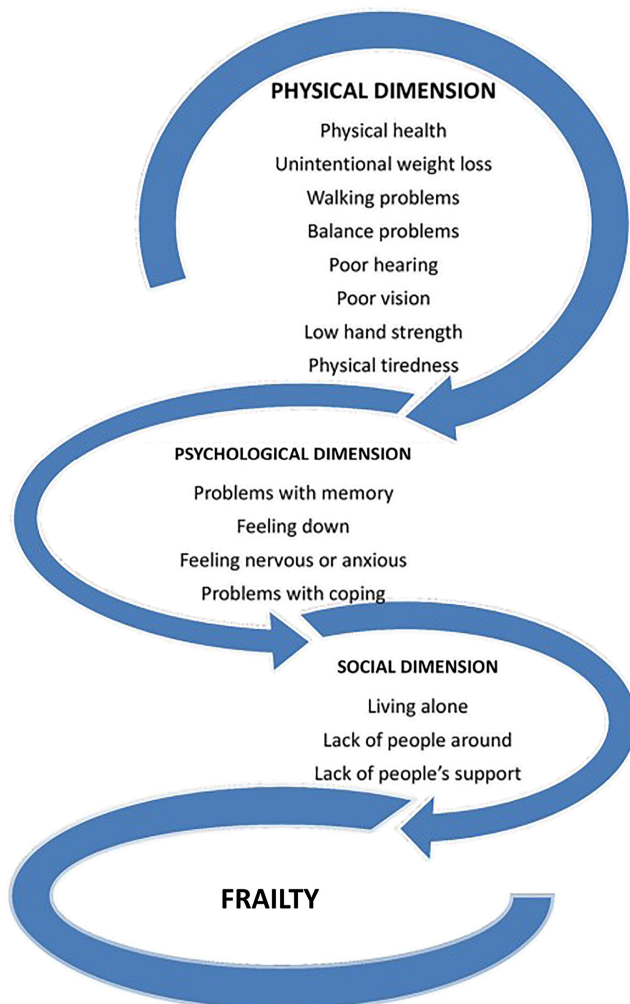 PHYSICAL DIMENSION
Physical health
Unintentional weight loss
Walking problems
Balance problems
Poor hearing
Poor vision
Low hand strength
Physical tiredness
PSYCHOLOGICAL DIMENSION
Problems with memory
Feeling down
Feeling nervous or anxious
Problems with coping
SOCIAL DIMENSION
Living alone
Lack of people around
Lack of people’s support
FRAILTY